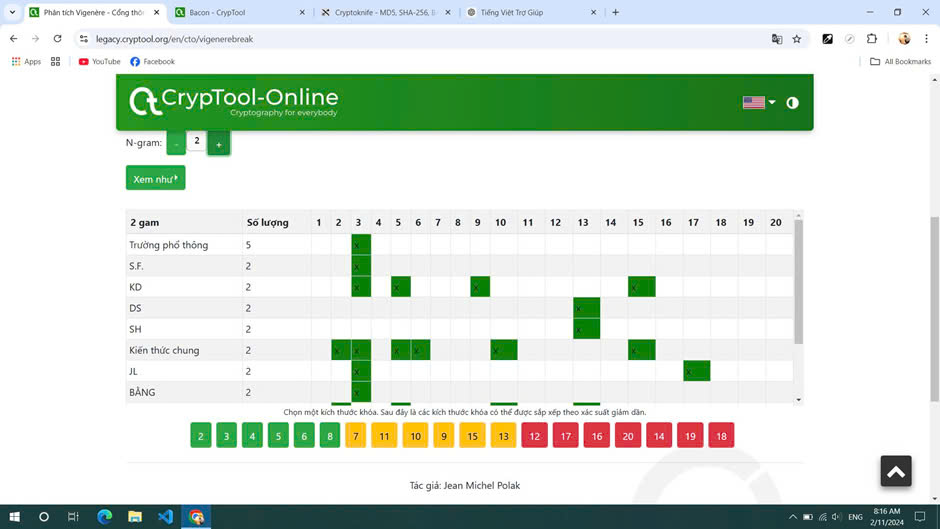 Phân tích Vigenère - Cổng thôn
Bacon - CrypTool
Cryptoknife - MD5, SHA-256, B
Tiếng Việt Trợ Giúp
legacy.cryptool.org/en/cto/vigenerebreak
Apps
YouTube
Facebook
All Bookmarks
CrypTool-Online
Cryptography for everybody
N-gram: - 2 +
Xem như
2 gam Số lượng 1 2 3 4 5 6 7 8 9 10 11 12 13 14 15 16 17 18 19 20
Trường phổ thông 5 x
S.F. 2 x
KD 2 x x x x
DS 2 x
SH 2 x
Kiến thức chung 2 x x x x x x
JL 2 x x
BẰNG 2 x
Chọn một kích thước khóa. Sau đây là các kích thước khóa có thể được sắp xếp theo xác suất giảm dần.
2 3 4 5 6 8 7 11 10 9 15 13 12 17 16 20 14 19 18
Tác giả: Jean Michel Polak
ENG
8:16 AM
2/11/2024